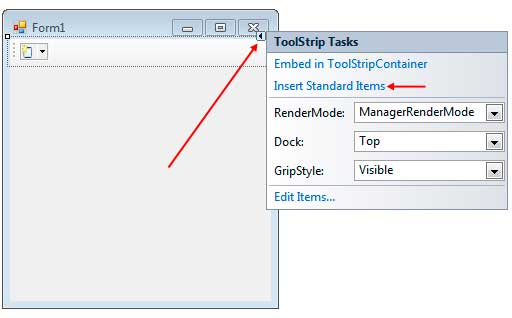 Form1
ToolStrip Tasks
Embed in ToolStripContainer
Insert Standard Items
RenderMode: ManagerRenderMode
Dock: Top
GripStyle: Visible
Edit Items...